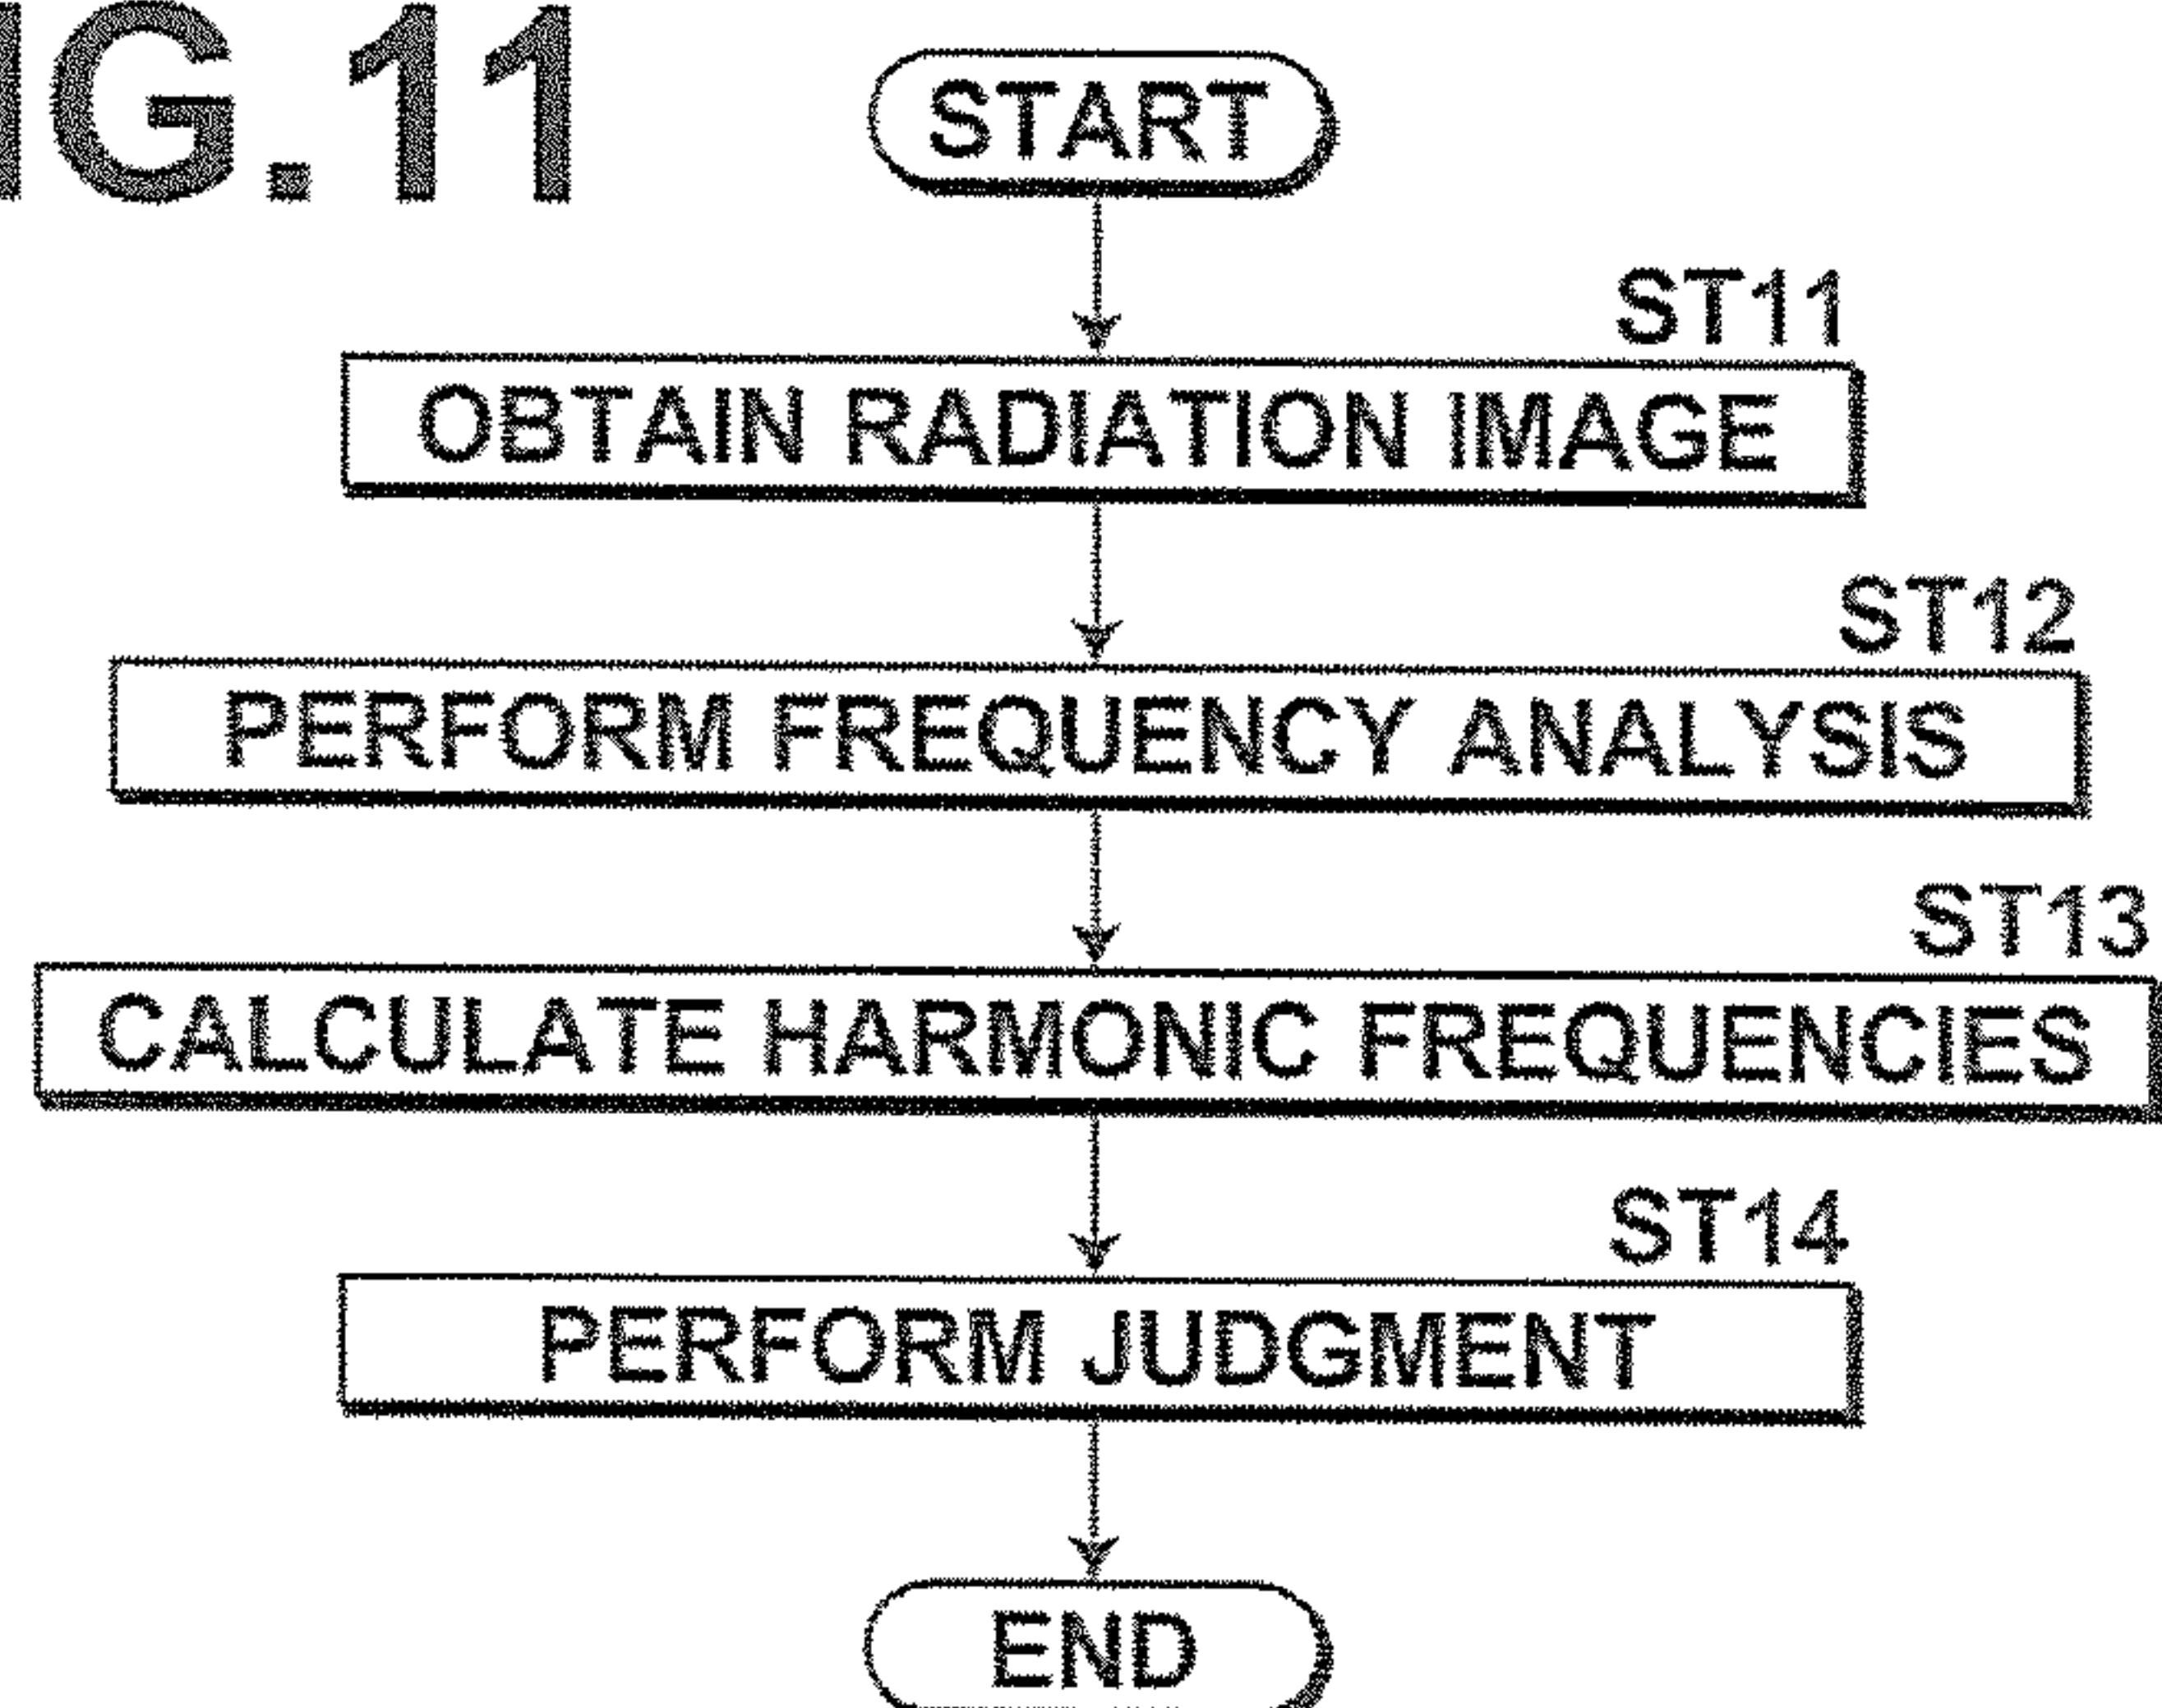 IG.11
START
ST11
OBTAIN RADIATION IMAGE
ST12
PERFORM FREQUENCY ANALYSIS
ST13
CALCULATE HARMONIC FREQUENCIES
ST14
PERFORM JUDGMENT
END